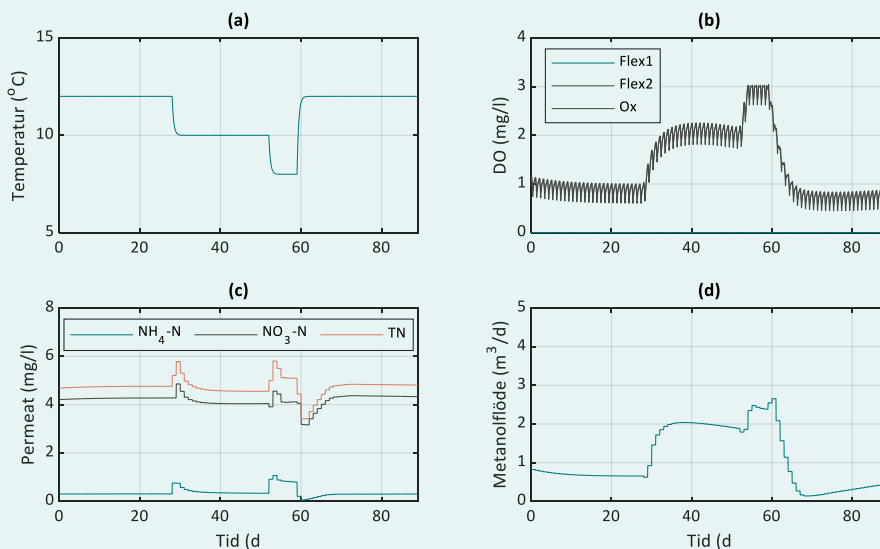 (a)
Temperatur (°C)
15
10
5
0 20 40 60 80
(b)
DO (mg/l)
4
3
2
1
0
Flex1
Flex2
Ox
0 20 40 60 80
(c)
Permeat (mg/l)
8
6
4
2
0
NH4-N NO3-N TN
0 20 40 60 80
Tid (d
(d)
Metanolflöde (m³/d)
5
4
3
2
1
0
0 20 40 60 80
Tid (d